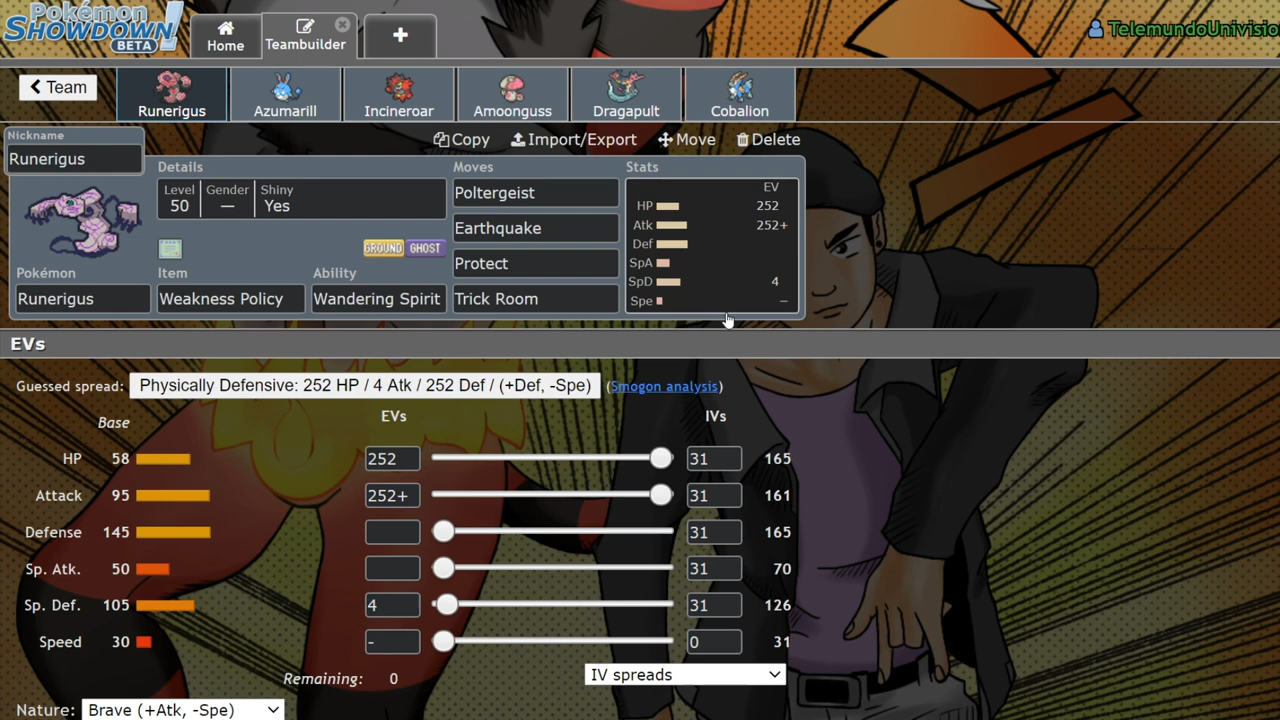 Pokémon
SHOWDOWN!
BETA
Home
Teambuilder
+
TelemundoUnivisio
Team
Runerigus
Azumarill
Incineroar
Amoonguss
Dragapult
Cobalion
Copy
Import/Export
Move
Delete
Nickname
Runerigus
Details
Level
50
Gender
—
Shiny
Yes
GROUND GHOST
Pokémon
Runerigus
Item
Weakness Policy
Ability
Wandering Spirit
Moves
Poltergeist
Earthquake
Protect
Trick Room
Stats
EV
HP 252
Atk 252+
Def
SpA
SpD 4
Spe –
EVs
Guessed spread: Physically Defensive: 252 HP / 4 Atk / 252 Def / (+Def, -Spe) (Smogon analysis)
Base EVs IVs
HP 58 252 31 165
Attack 95 252+ 31 161
Defense 145 31 165
Sp. Atk. 50 31 70
Sp. Def. 105 4 31 126
Speed 30 - 0 31
Remaining: 0 IV spreads
Nature: Brave (+Atk, -Spe)